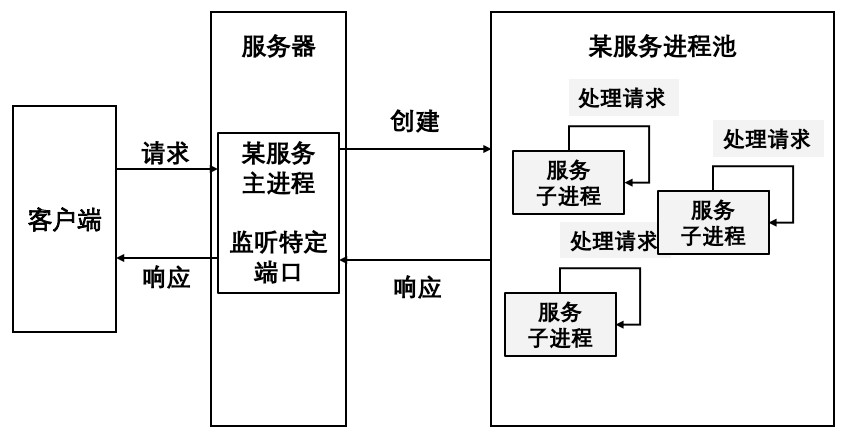 客户端
请求
响应
服务器
某服务
主进程
监听特定
端口
创建
响应
某服务进程池
处理请求
服务
子进程
处理请求
服务
子进程
处理请求
服务
子进程